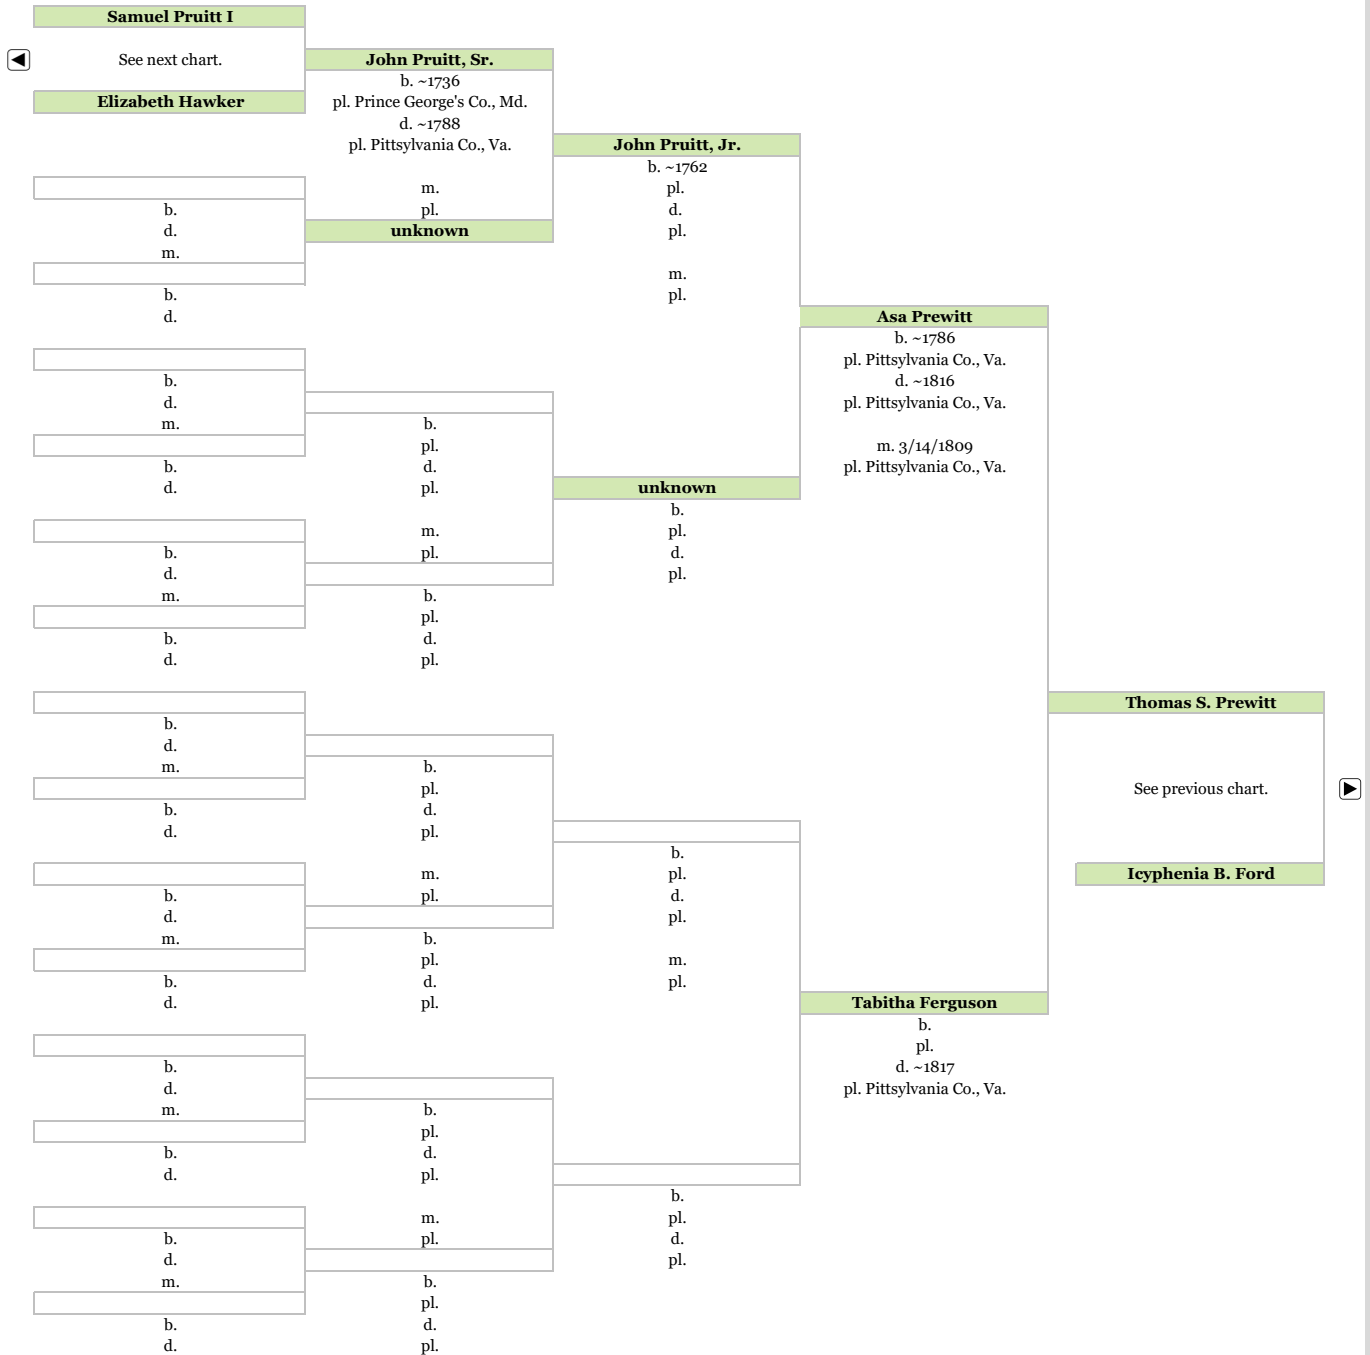 Samuel Pruitt I
See next chart.
Elizabeth Hawker
b.
d.
m.
b.
d.
b.
d.
m.
b.
d.
b.
d.
m.
b.
d.
b.
d.
m.
b.
d.
b.
d.
m.
b.
d.
b.
d.
m.
b.
d.
b.
d.
m.
b.
d.
John Pruitt, Sr.
b. ~1736
pl. Prince George's Co., Md.
d. ~1788
pl. Pittsylvania Co., Va.
m.
pl.
unknown
b.
pl.
d.
pl.
m.
pl.
b.
pl.
d.
pl.
b.
pl.
d.
pl.
m.
pl.
b.
pl.
d.
pl.
b.
pl.
d.
pl.
m.
pl.
b.
pl.
d.
pl.
John Pruitt, Jr.
b. ~1762
pl.
d.
pl.
m.
pl.
unknown
b.
pl.
d.
pl.
b.
pl.
d.
pl.
m.
pl.
b.
pl.
d.
pl.
Asa Prewitt
b. ~1786
pl. Pittsylvania Co., Va.
d. ~1816
pl. Pittsylvania Co., Va.
m. 3/14/1809
pl. Pittsylvania Co., Va.
Tabitha Ferguson
b.
pl.
d. ~1817
pl. Pittsylvania Co., Va.
Thomas S. Prewitt
See previous chart.
Icyphenia B. Ford